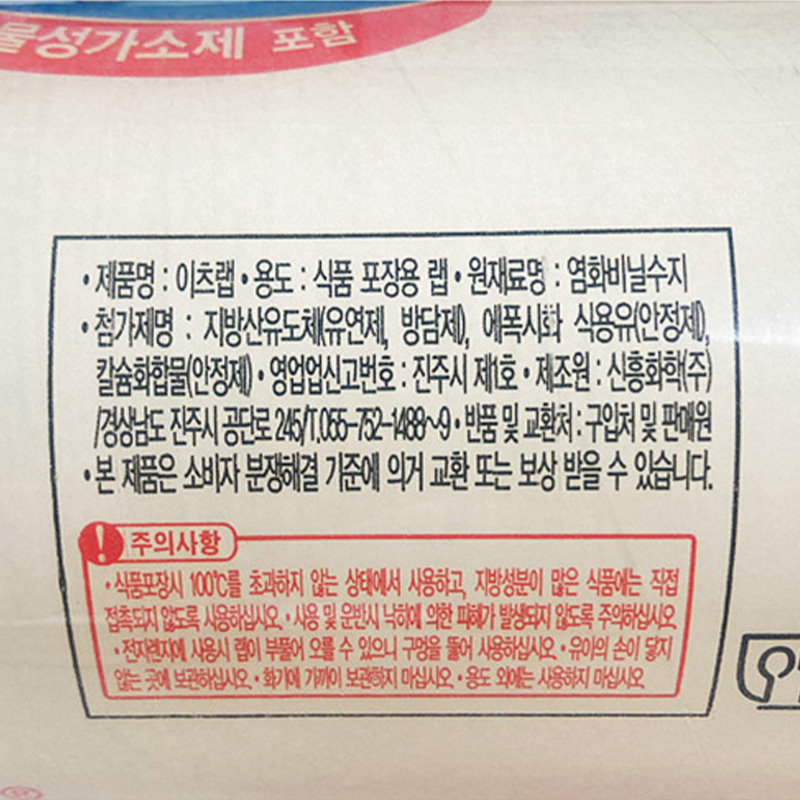 물성가소제 포함
• 제품명 : 이츠랩 • 용도 : 식품 포장용 랩 • 원재료명 : 염화비닐수지
• 첨가제명 : 지방산유도체(유연제, 방담제), 에폭시화 식용유(안정제),
칼슘화합물(안정제) • 영업신고번호 : 진주시 제1호 • 제조원 : 신흥화학(주)
/경상남도 진주시 공단로 245/T.055-752-1488~9 • 반품 및 교환처 : 구입처 및 판매원
• 본 제품은 소비자 분쟁해결 기준에 의거 교환 또는 보상 받을 수 있습니다.
! 주의사항
• 식품포장시 100℃를 초과하지 않는 상태에서 사용하고, 지방성분이 많은 식품에는 직접
접촉되지 않도록 사용하십시오. • 사용 및 운반시 낙하에 의한 피해가 발생되지 않도록 주의하십시오
• 전자렌지에 사용시 랩이 부풀어 오를 수 있으니 구멍을 뚫어 사용하십시오 • 유아의 손이 닿지
않는 곳에 보관하십시오 • 화기에 가까이 보관하지 마십시오 • 용도 외에는 사용하지 마십시오